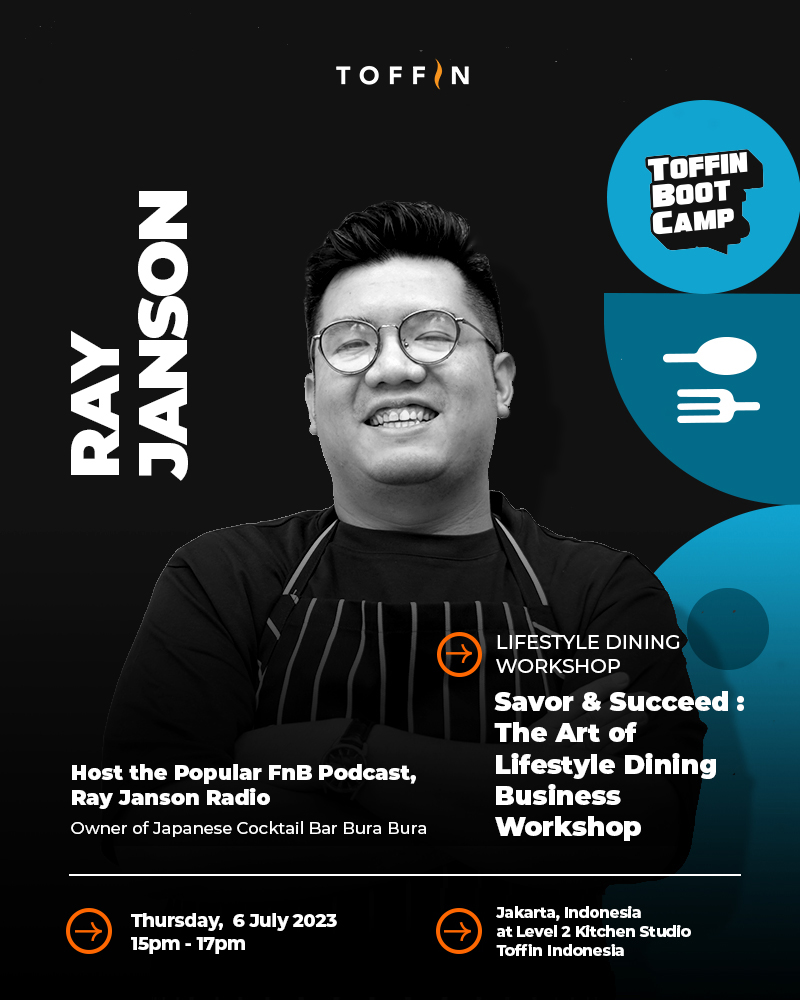 TOFFIN
TOFFIN
BOOT
CAMP
RAY
JANSON
LIFESTYLE DINING
WORKSHOP
Savor & Succeed :
The Art of
Lifestyle Dining
Business
Workshop
Host the Popular FnB Podcast,
Ray Janson Radio
Owner of Japanese Cocktail Bar Bura Bura
Thursday,  6 July 2023
15pm - 17pm
Jakarta, Indonesia
at Level 2 Kitchen Studio
Toffin Indonesia